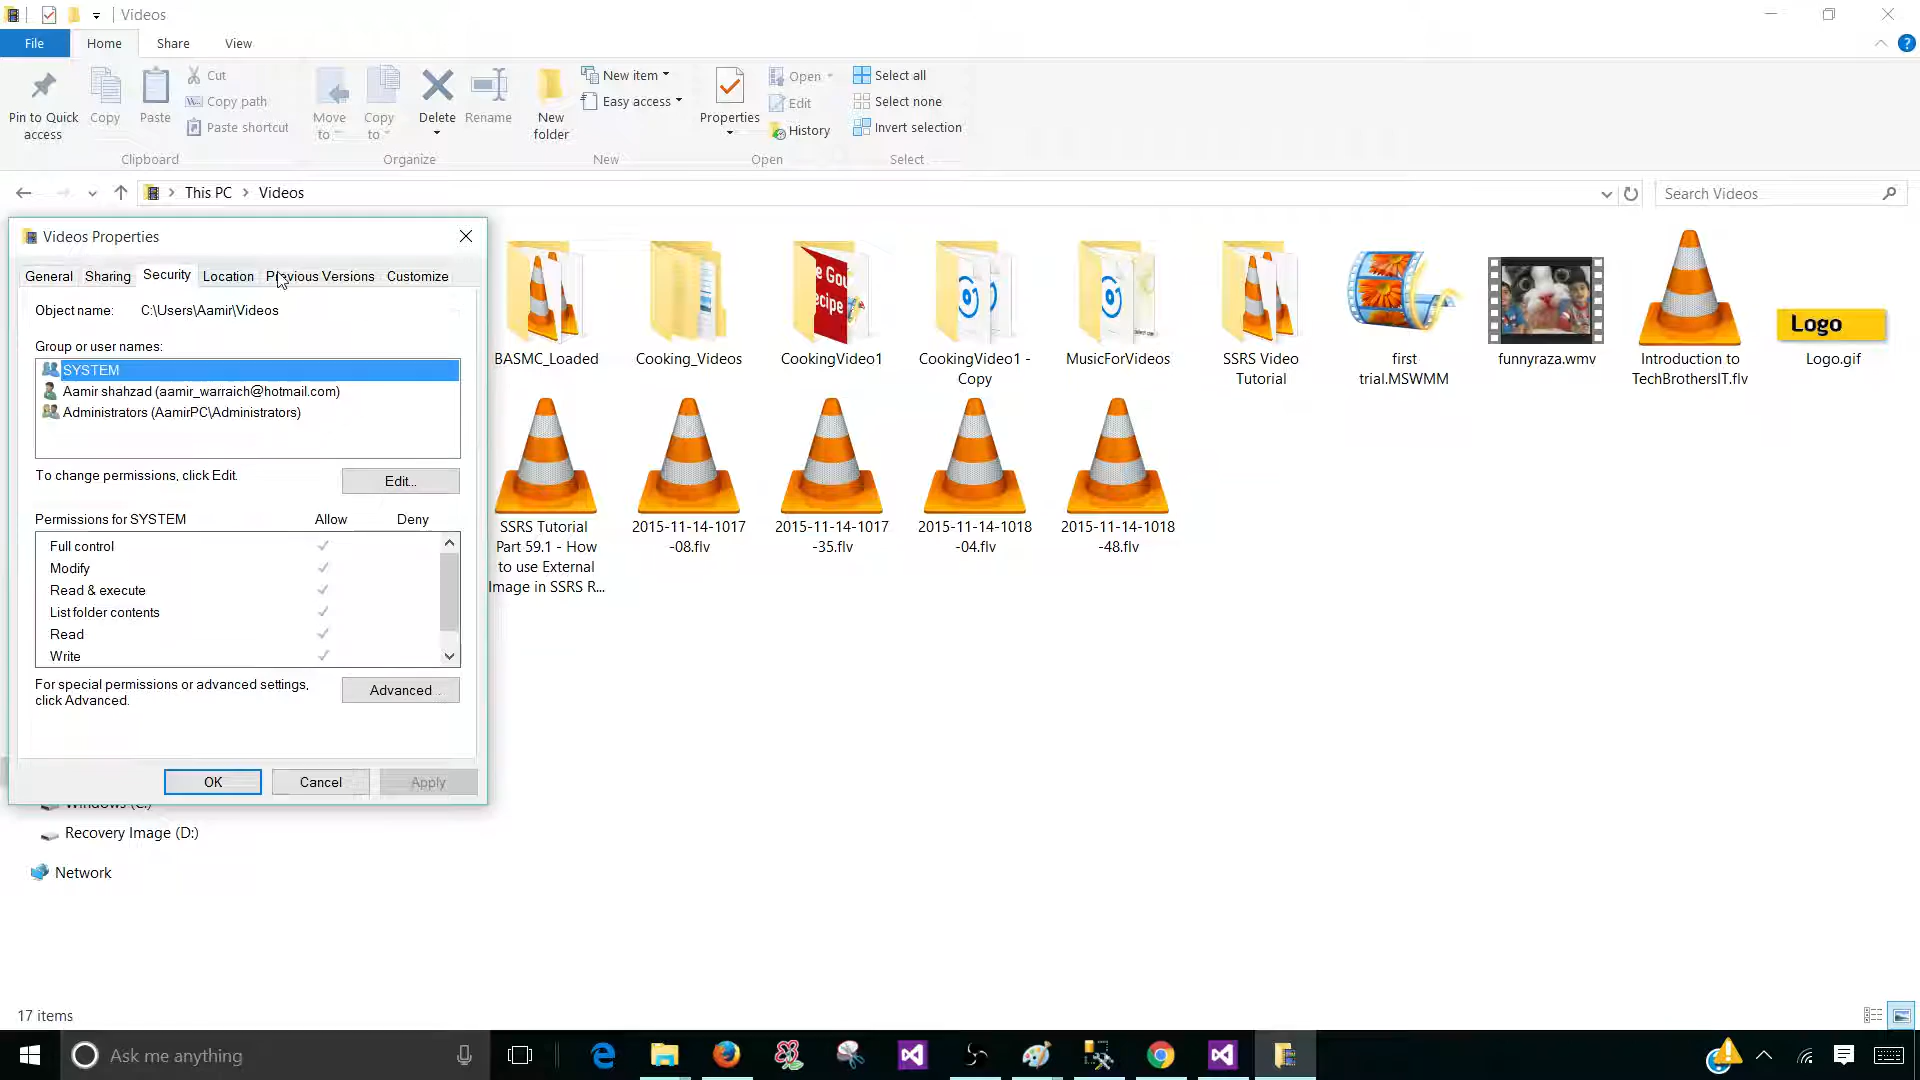 Videos
File
Home
Share
View
Pin to Quick
access
Copy
Paste
Cut
Copy path
Paste shortcut
Move
to
Copy
to
Delete
Rename
New
folder
New item
Easy access
Properties
Open
Edit
History
Select all
Select none
Invert selection
Clipboard
Organize
New
Open
Select
This PC
Videos
Search Videos
Videos Properties
General
Sharing
Security
Location
Previous Versions
Customize
Object name:
C:\Users\Aamir\Videos
Group or user names:
SYSTEM
Aamir shahzad (aamir_warraich@hotmail.com)
Administrators (AamirPC\Administrators)
To change permissions, click Edit.
Edit...
Permissions for SYSTEM
Allow
Deny
Full control
Modify
Read & execute
List folder contents
Read
Write
For special permissions or advanced settings,
click Advanced.
Advanced
OK
Cancel
Apply
BASMC_Loaded
Cooking_Videos
CookingVideo1
CookingVideo1 -
Copy
MusicForVideos
SSRS Video
Tutorial
first
trial.MSWMM
funnyraza.wmv
Introduction to
TechBrothersIT.flv
Logo
Logo.gif
SSRS Tutorial
Part 59.1 - How
to use External
Image in SSRS R...
2015-11-14-1017
-08.flv
2015-11-14-1017
-35.flv
2015-11-14-1018
-04.flv
2015-11-14-1018
-48.flv
Windows (C:)
Recovery Image (D:)
Network
17 items
Ask me anything